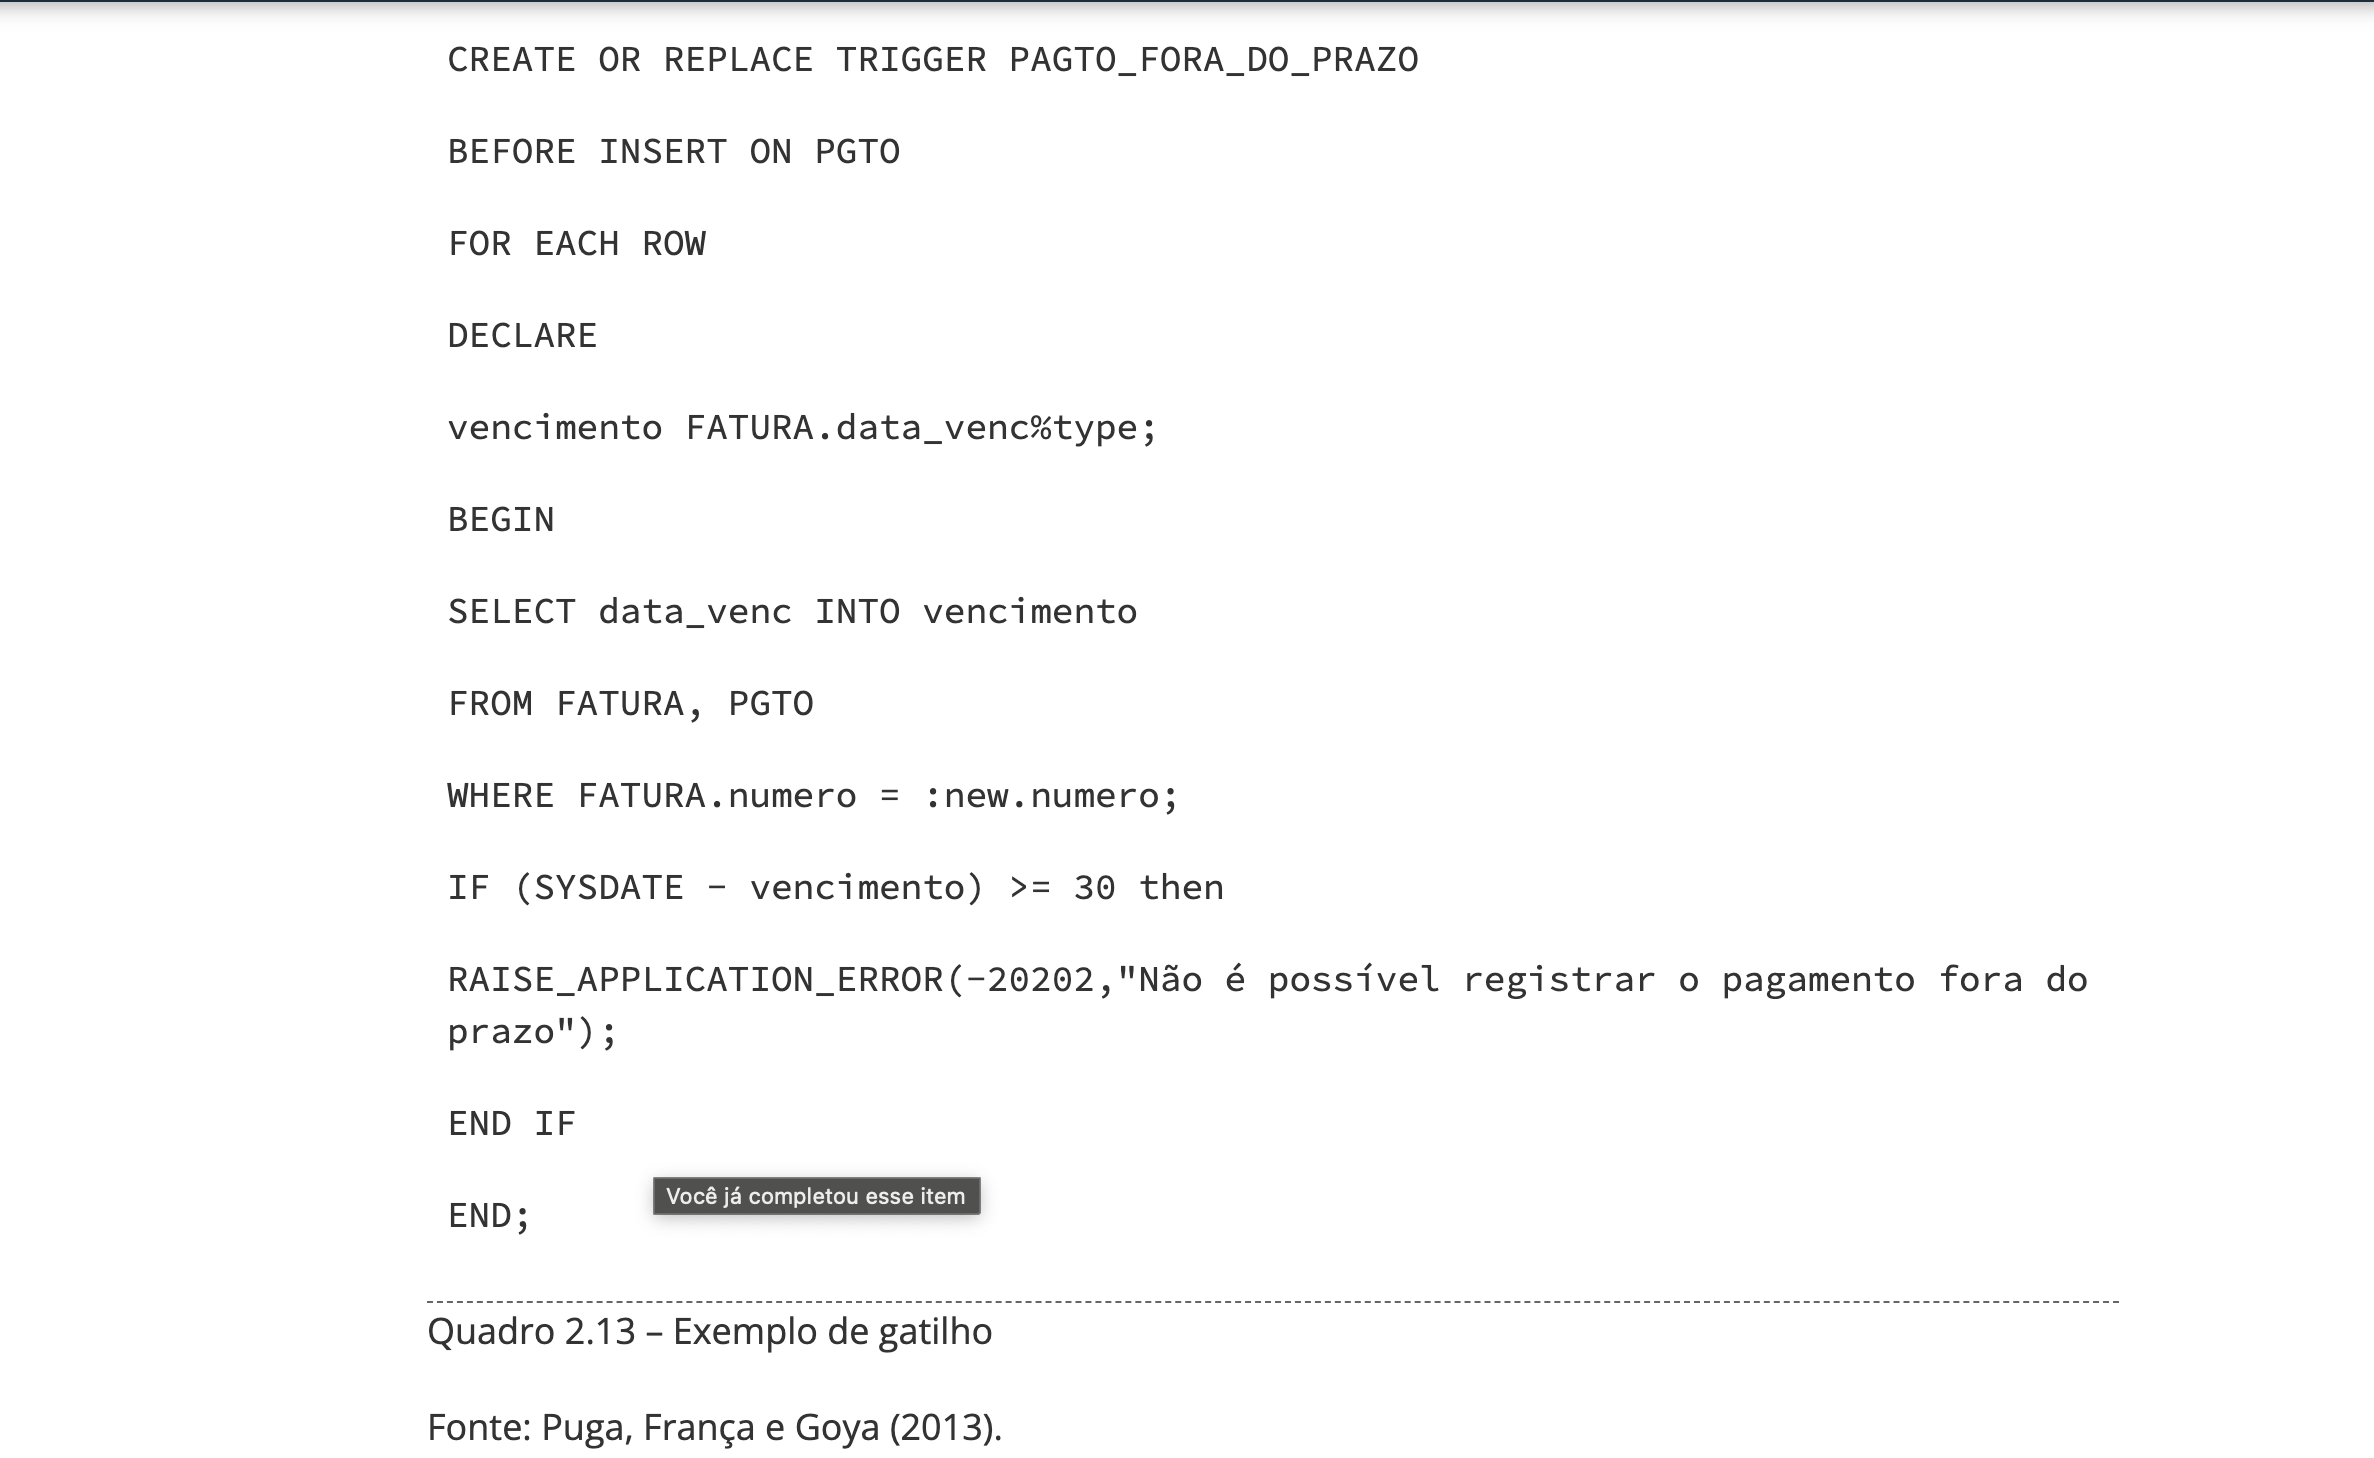 CREATE OR REPLACE TRIGGER PAGTO_FORA_DO_PRAZO
BEFORE INSERT ON PGTO
FOR EACH ROW
DECLARE
vencimento FATURA.data_venc%type;
BEGIN
SELECT data_venc INTO vencimento
FROM FATURA, PGTO
WHERE FATURA.numero = :new.numero;
IF (SYSDATE - vencimento) >= 30 then
RAISE_APPLICATION_ERROR(-20202,"Não é possível registrar o pagamento fora do
prazo");
END IF
Você já completou esse item
END;
Quadro 2.13 – Exemplo de gatilho
Fonte: Puga, França e Goya (2013).